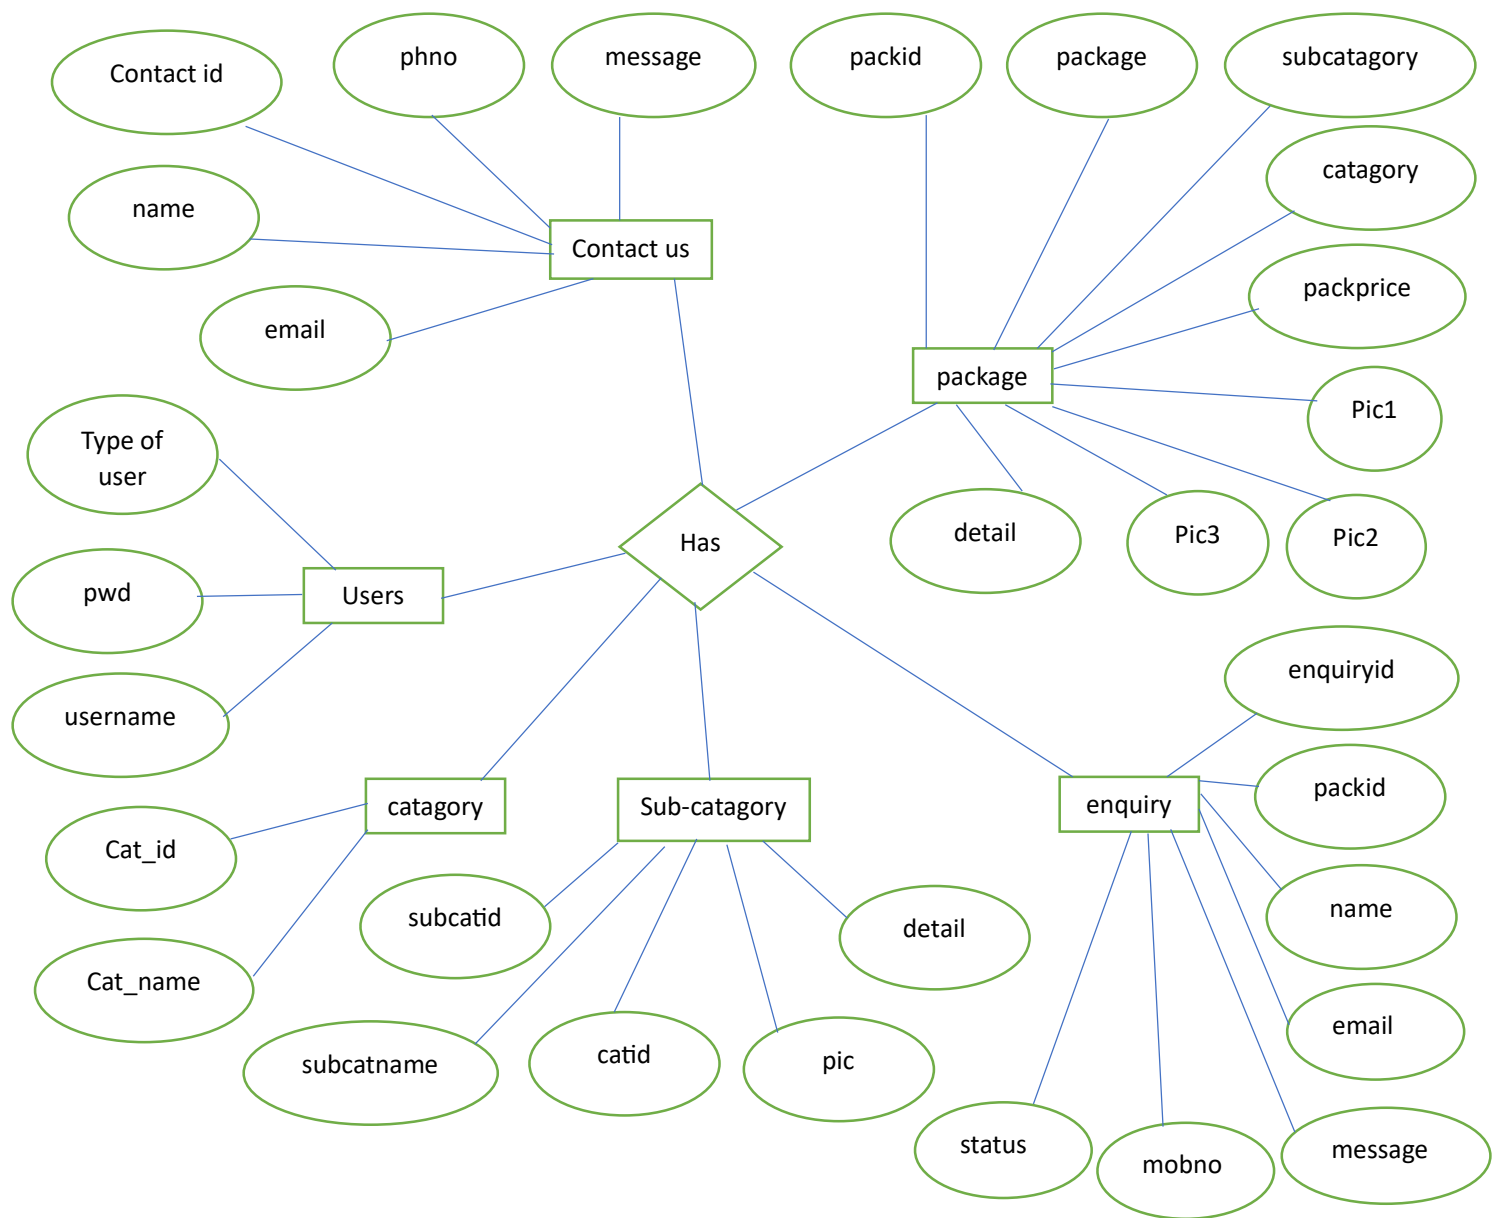 Contact id
phno
message
packid
package
subcatagory
catagory
name
Contact us
packprice
email
package
Pic1
Type of
user
detail
Pic3
Pic2
Has
pwd
Users
username
enquiryid
catagory
Sub-catagory
enquiry
packid
Cat_id
subcatid
detail
name
Cat_name
email
subcatname
catid
pic
status
mobno
message